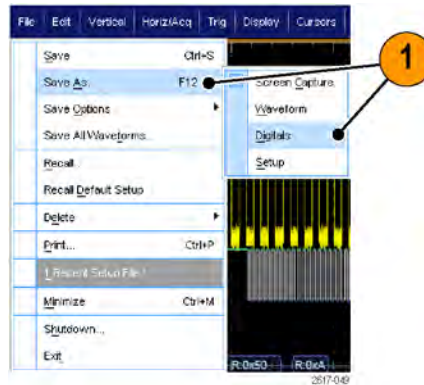 File Edit Vertical Horiz/Acq Trig Display Cursors
1
Save Ctrl+S
Save As... F12
Screen Capture
Save Options
Waveform
Save All Waveforms...
Digitals
Recall
Setup
Recall Default Setup
Delete
Print... Ctrl+P
1 Recent Setup File 1
Minimize Ctrl+M
Shutdown...
Exit
R:0x50 R:0xA
2617-049